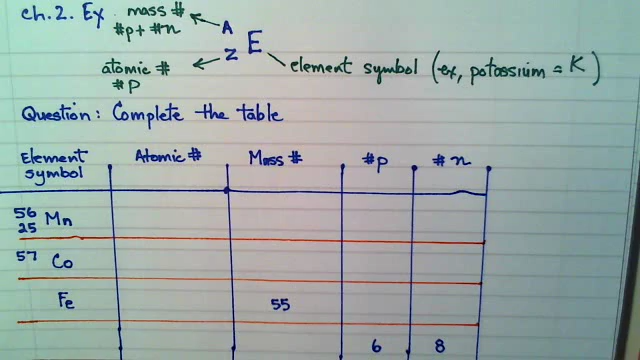 ch. 2. Ex mass #
#p + #n
A
Z E
atomic #
#p
element symbol (ex, potassium = K)
Question: Complete the table
Element symbol Atomic # Mass # #p #n
56
25 Mn
57 Co
Fe 55
6 8